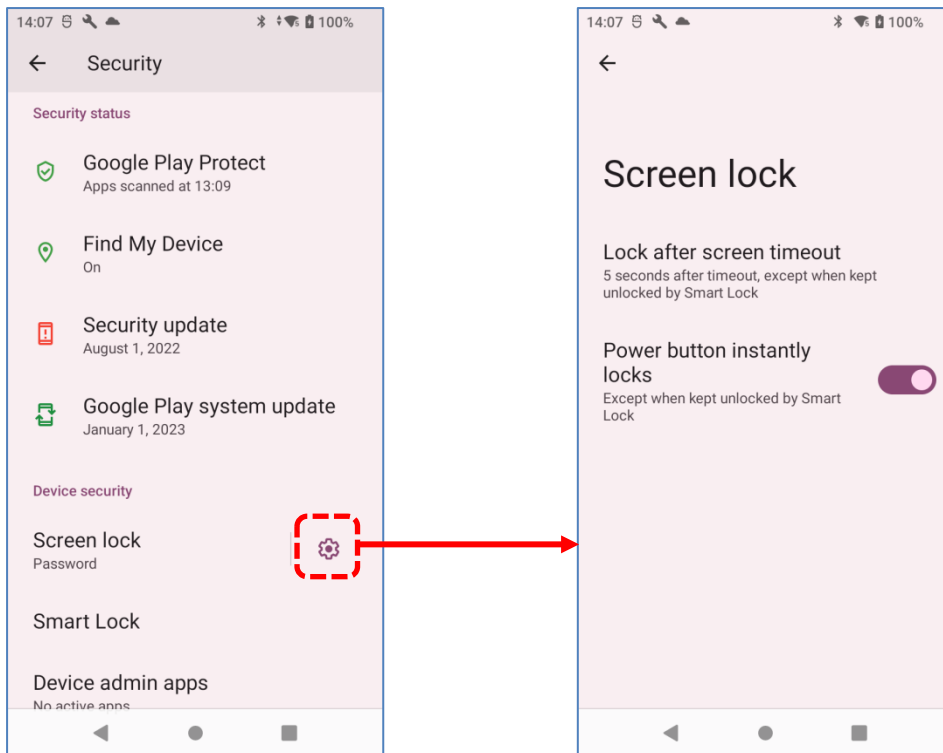 14:07 100%
Security
Security status
Google Play Protect
Apps scanned at 13:09
Find My Device
On
Security update
August 1, 2022
Google Play system update
January 1, 2023
Device security
Screen lock
Password
Smart Lock
Device admin apps
No active apps
14:07 100%
Screen lock
Lock after screen timeout
5 seconds after timeout, except when kept
unlocked by Smart Lock
Power button instantly
locks
Except when kept unlocked by Smart
Lock